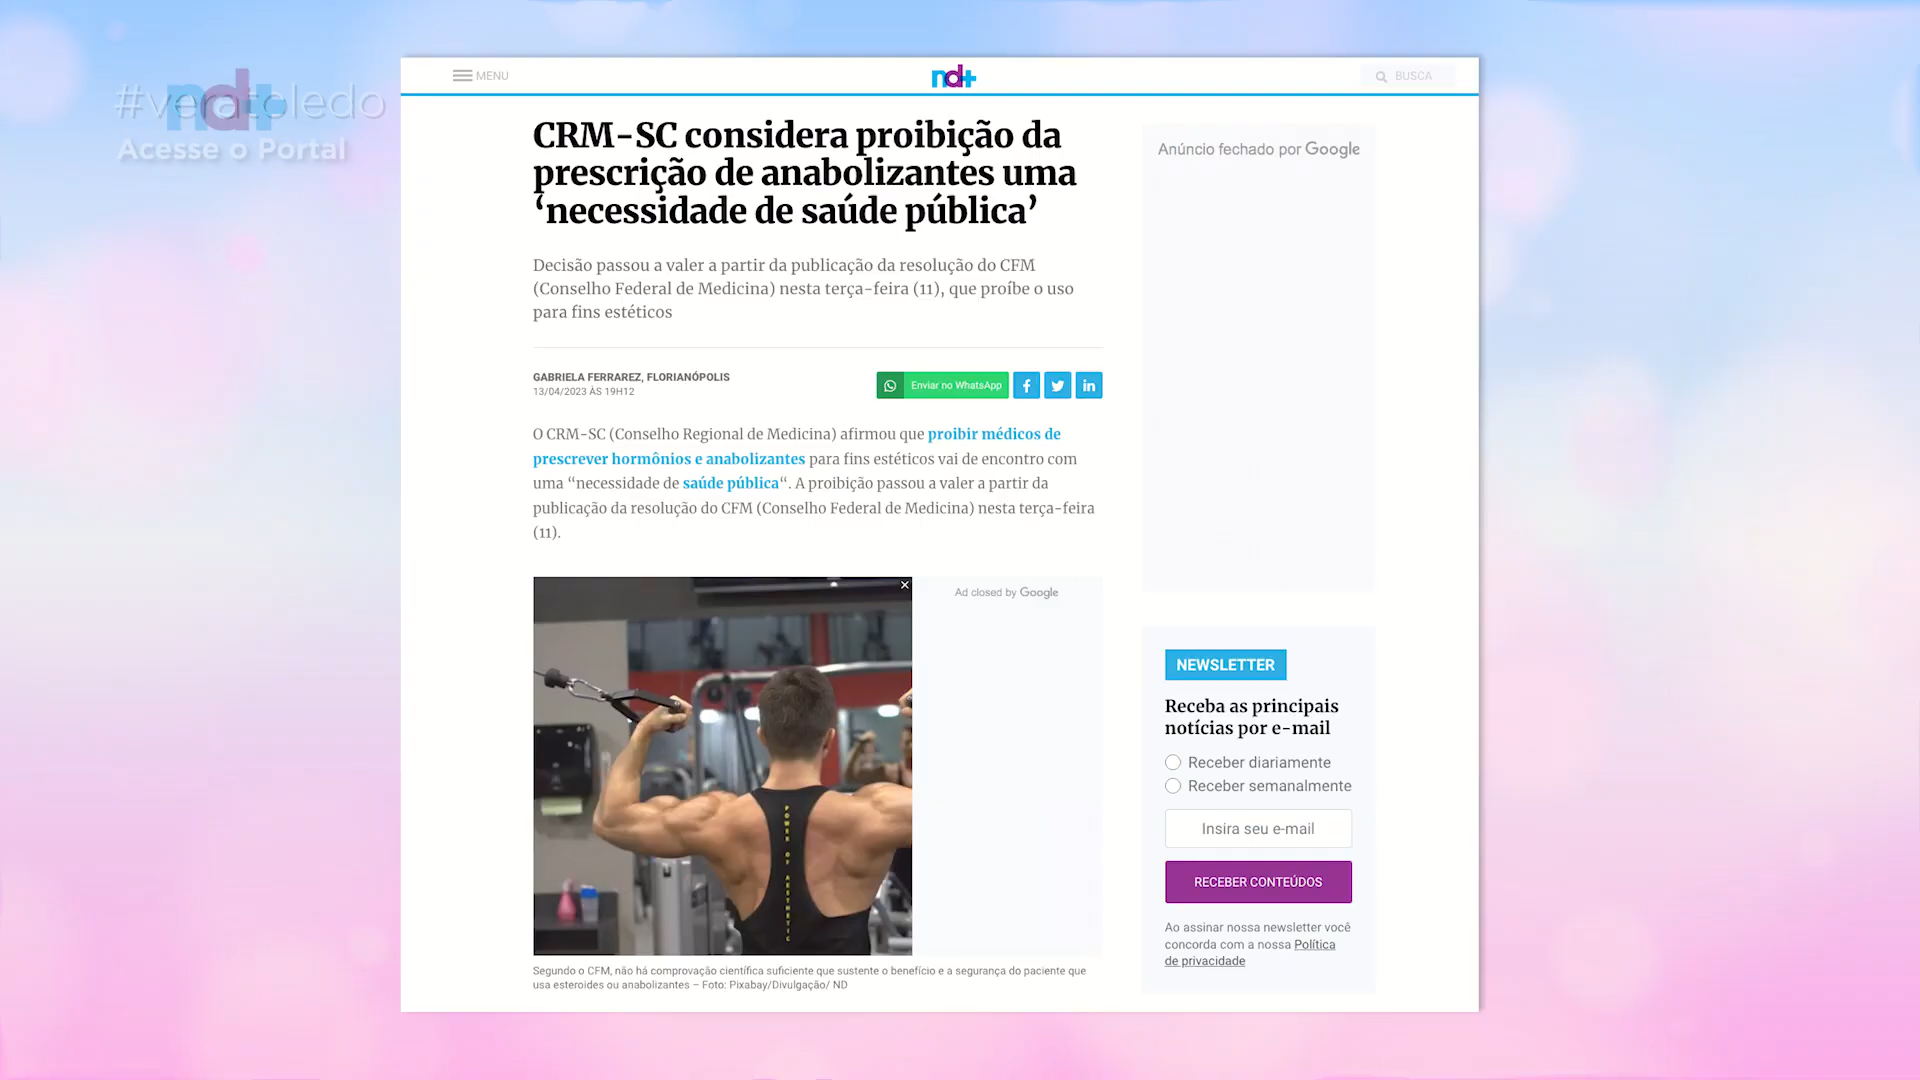 #veratoledo
nd+
Acesse o Portal
MENU
nd+
BUSCA
CRM-SC considera proibição da
prescrição de anabolizantes uma
‘necessidade de saúde pública’
Decisão passou a valer a partir da publicação da resolução do CFM
(Conselho Federal de Medicina) nesta terça-feira (11), que proíbe o uso
para fins estéticos
GABRIELA FERRAREZ, FLORIANÓPOLIS
13/04/2023 ÀS 19H12
Enviar no WhatsApp
O CRM-SC (Conselho Regional de Medicina) afirmou que proibir médicos de
prescrever hormônios e anabolizantes para fins estéticos vai de encontro com
uma “necessidade de saúde pública“. A proibição passou a valer a partir da
publicação da resolução do CFM (Conselho Federal de Medicina) nesta terça-feira
(11).
POWER OF AESTHETIC
Ad closed by Google
Segundo o CFM, não há comprovação científica suficiente que sustente o benefício e a segurança do paciente que
usa esteroides ou anabolizantes – Foto: Pixabay/Divulgação/ ND
Anúncio fechado por Google
NEWSLETTER
Receba as principais
notícias por e-mail
Receber diariamente
Receber semanalmente
Insira seu e-mail
RECEBER CONTEÚDOS
Ao assinar nossa newsletter você
concorda com a nossa Política
de privacidade